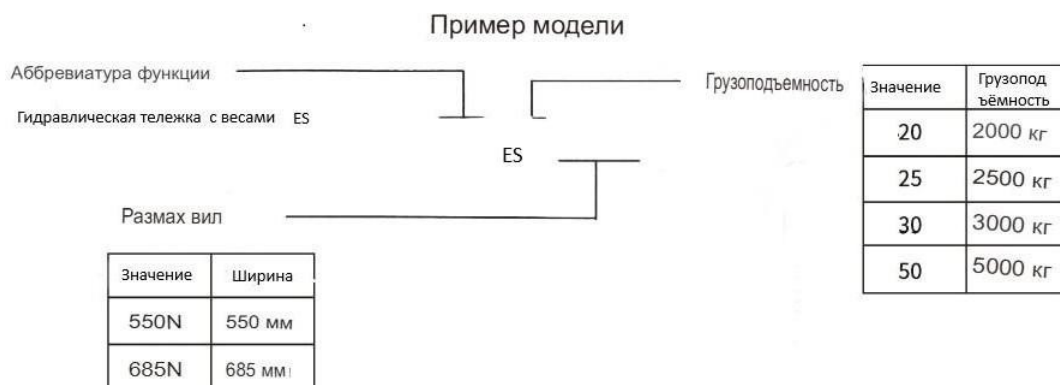 Пример модели
Аббревиатура функции
Грузоподъемность
Гидравлическая тележка с весами ES
ES
Значение Грузопод
ъёмность
20 2000 кг
25 2500 кг
30 3000 кг
50 5000 кг
Размах вил
Значение Ширина
550N 550 мм
685N 685 мм